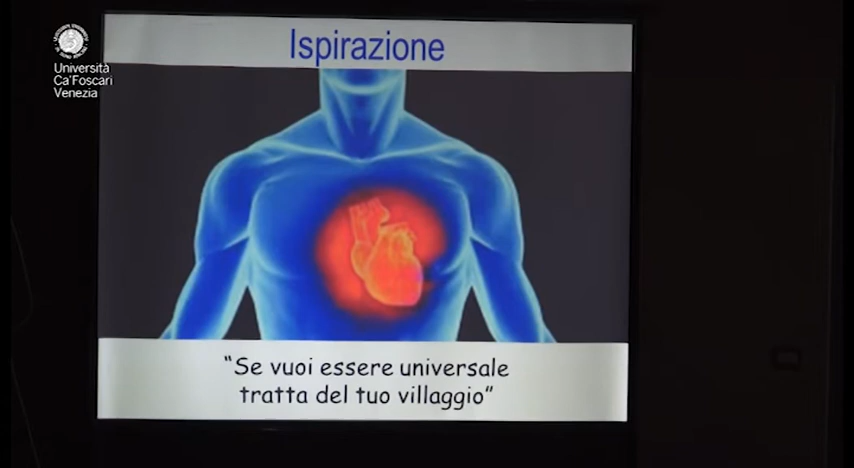 Università
Ca'Foscari
Venezia
Ispirazione
"Se vuoi essere universale
tratta del tuo villaggio"